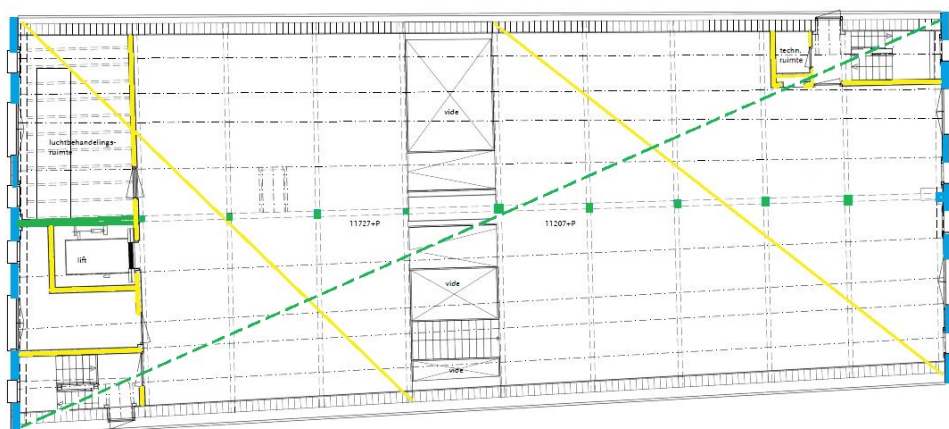 techn.
ruimte
vide
luchtbehandelings-
ruimte
11727+P
11207+P
lift
vide
vide